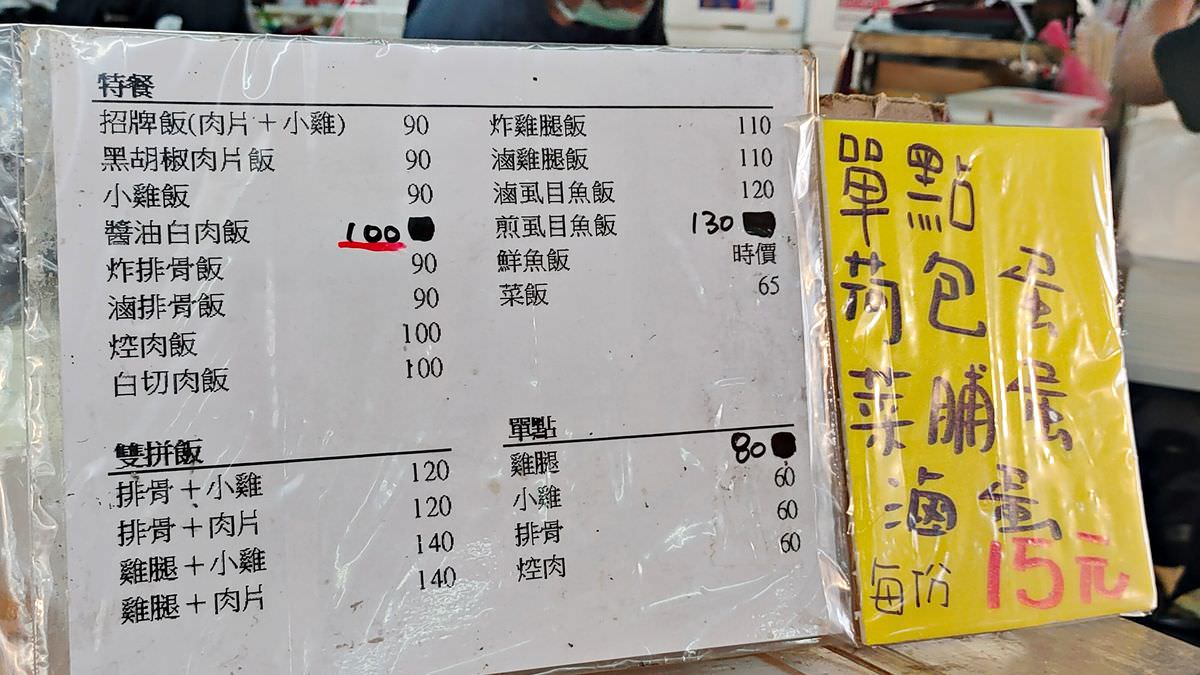 特餐
招牌飯(肉片+小雞) 90
黑胡椒肉片飯 90
小雞飯 90
醬油白肉飯 100
炸排骨飯 90
滷排骨飯 90
焢肉飯 100
白切肉飯 100
炸雞腿飯 110
滷雞腿飯 110
滷虱目魚飯 120
煎虱目魚飯 130
鮮魚飯 時價
菜飯 65
雙拼飯
排骨+小雞 120
排骨+肉片 120
雞腿+小雞 140
雞腿+肉片 140
單點
雞腿 80
小雞 60
排骨 60
焢肉 60
單點
荷包蛋
菜脯蛋
滷蛋
每份 15元